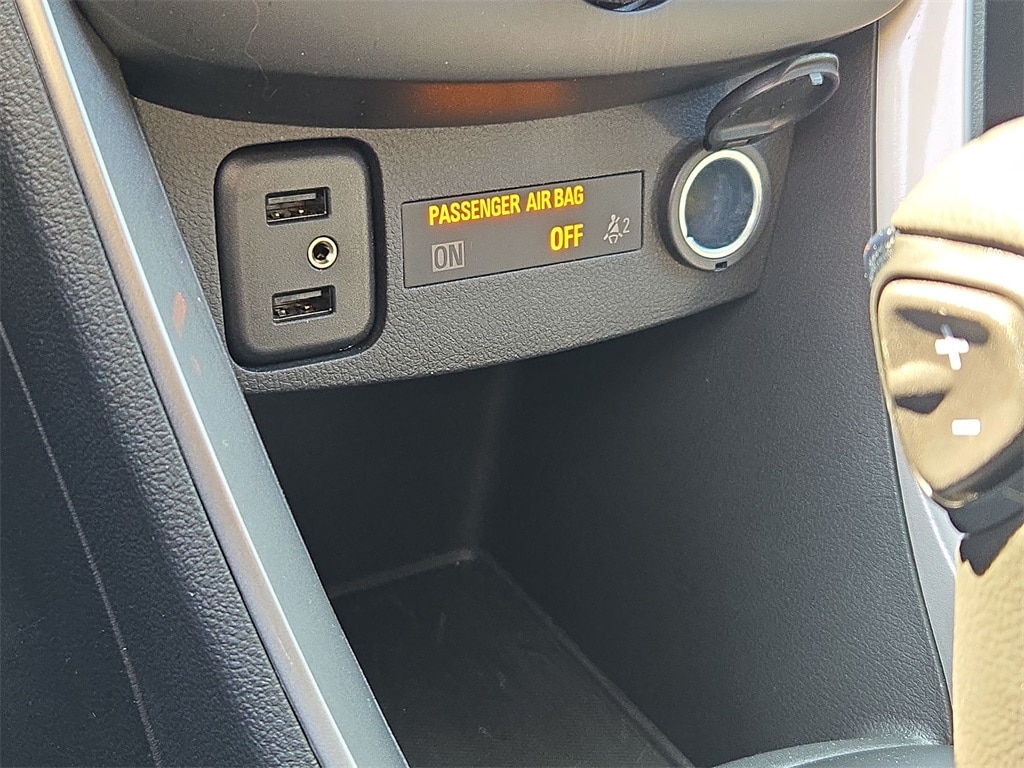 PASSENGER AIR BAG
ON OFF 2
+
-